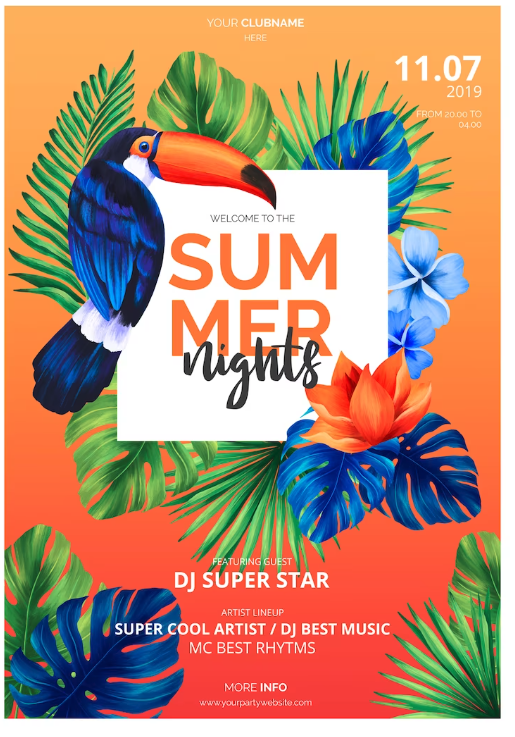 YOUR CLUBNAME
HERE
11.07
2019
FROM 20.00 TO
04.00
WELCOME TO THE
SUM
MER
nights
FEATURING GUEST
DJ SUPER STAR
ARTIST LINEUP
SUPER COOL ARTIST / DJ BEST MUSIC
MC BEST RHYTMS
MORE INFO
www.yourpartywebsite.com